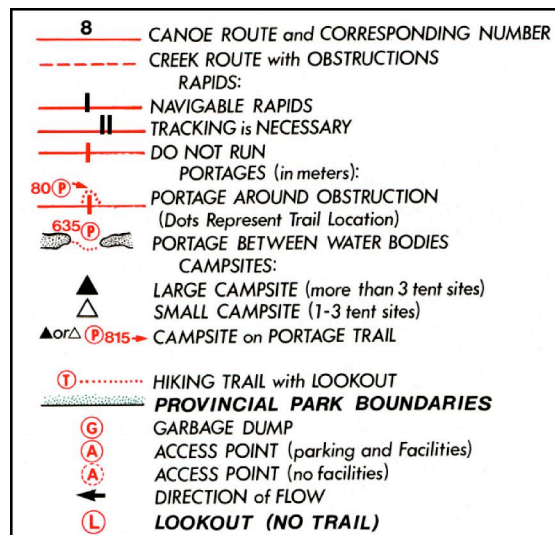 8 CANOE ROUTE and CORRESPONDING NUMBER
CREEK ROUTE with OBSTRUCTIONS
RAPIDS:
NAVIGABLE RAPIDS
TRACKING is NECESSARY
DO NOT RUN
PORTAGES (in meters):
80 P PORTAGE AROUND OBSTRUCTION
(Dots Represent Trail Location)
635 P PORTAGE BETWEEN WATER BODIES
CAMPSITES:
LARGE CAMPSITE (more than 3 tent sites)
SMALL CAMPSITE (1-3 tent sites)
▲or△ P 815 CAMPSITE on PORTAGE TRAIL
T HIKING TRAIL with LOOKOUT
PROVINCIAL PARK BOUNDARIES
G GARBAGE DUMP
A ACCESS POINT (parking and Facilities)
A ACCESS POINT (no facilities)
DIRECTION of FLOW
L LOOKOUT (NO TRAIL)